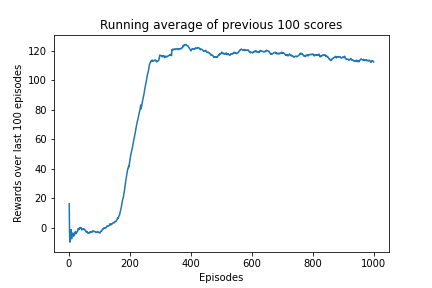 Running average of previous 100 scores
Rewards over last 100 episodes
120
100
80
60
40
20
0
0 200 400 600 800 1000
Episodes